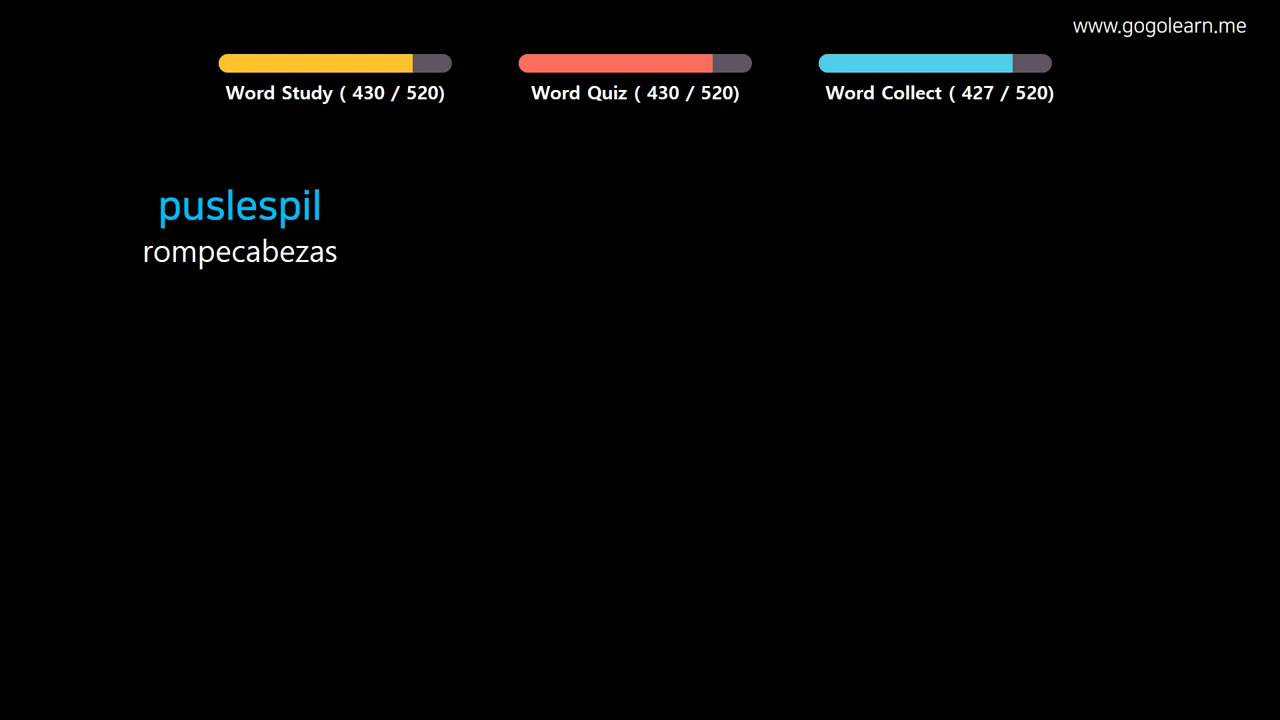 www.gogolearn.me
Word Study ( 430 / 520)
Word Quiz ( 430 / 520)
Word Collect ( 427 / 520)
puslespil
rompecabezas